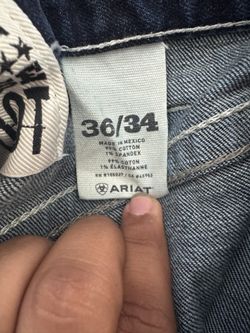 36/34
MADE IN MEXICO
99% COTTON
1% SPANDEX
99% COTON
1% ÉLASTHANNE
ARIAT